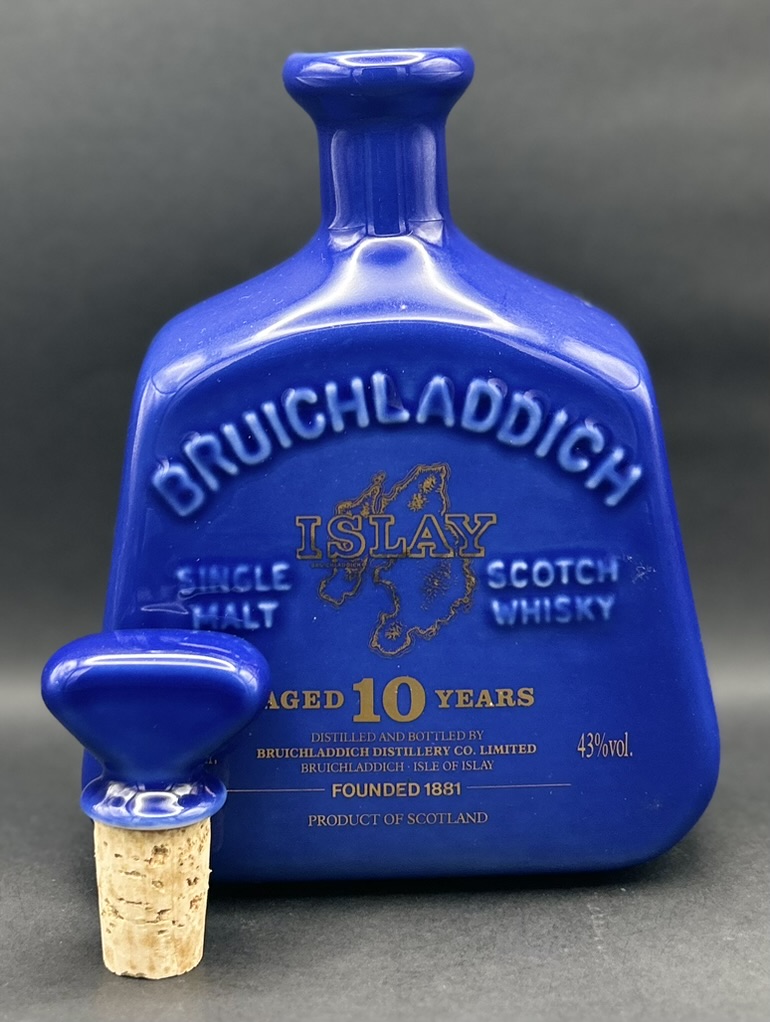 BRUICHLADDICH
ISLAY
BRUICHLADDICH
SINGLE MALT
SCOTCH WHISKY
AGED 10 YEARS
DISTILLED AND BOTTLED BY
BRUICHLADDICH DISTILLERY CO. LIMITED
BRUICHLADDICH · ISLE OF ISLAY
43%vol.
FOUNDED 1881
PRODUCT OF SCOTLAND